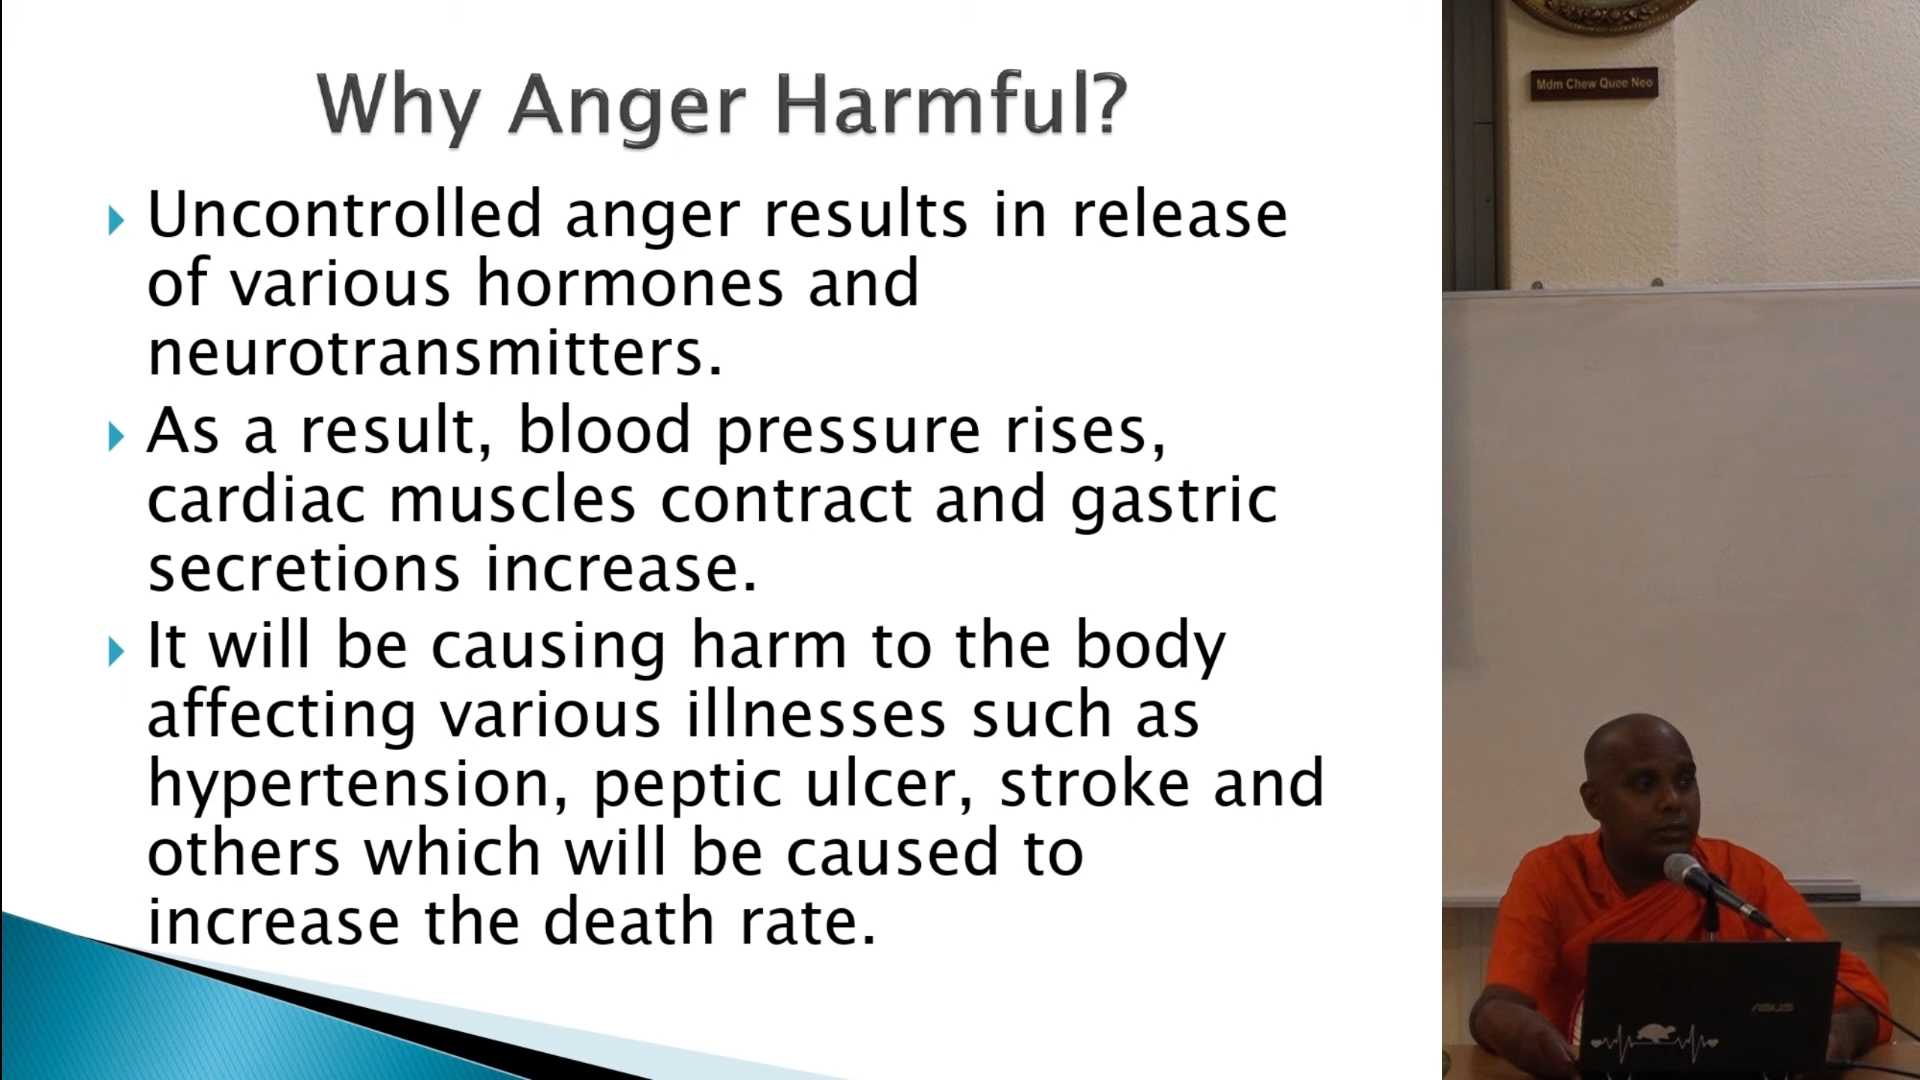 Why Anger Harmful?
Uncontrolled anger results in release
of various hormones and
neurotransmitters.
As a result, blood pressure rises,
cardiac muscles contract and gastric
secretions increase.
It will be causing harm to the body
affecting various illnesses such as
hypertension, peptic ulcer, stroke and
others which will be caused to
increase the death rate.
Mdm Chew Quee Neo
ASUS